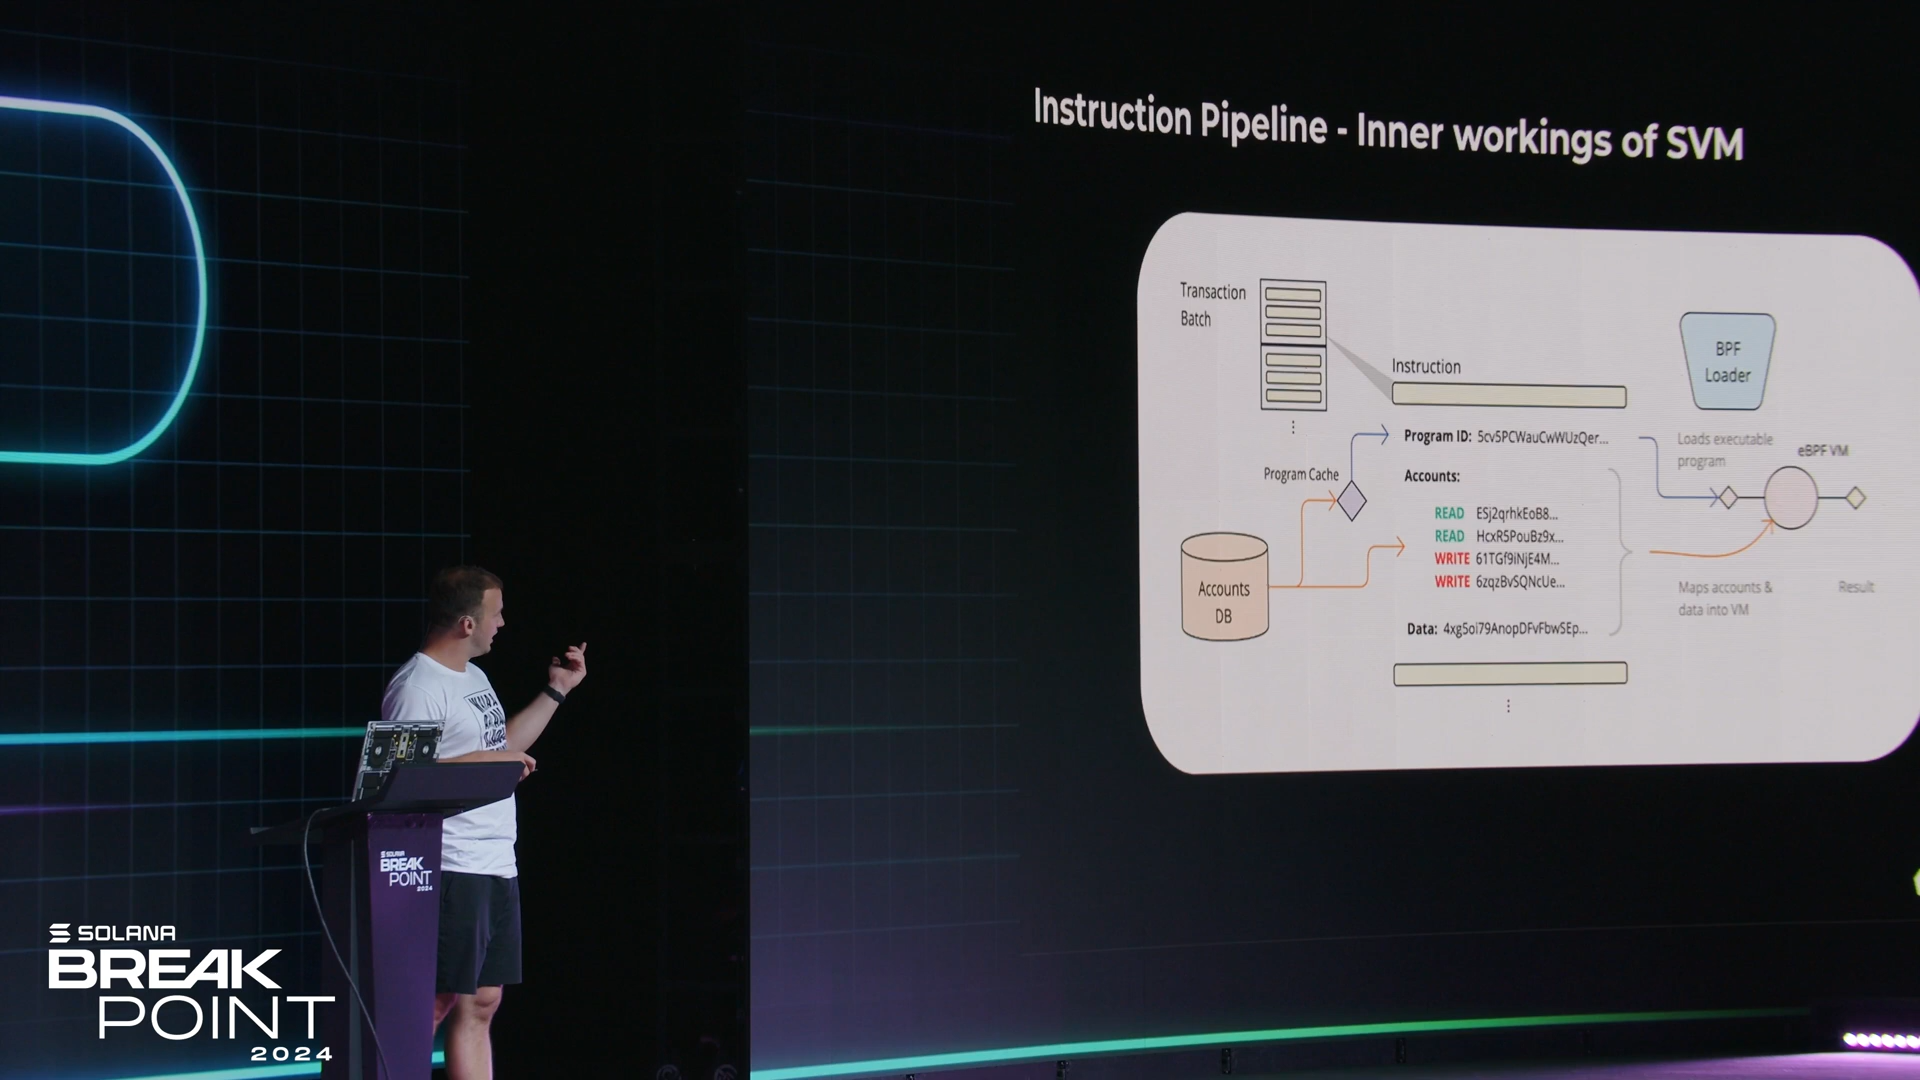 Instruction Pipeline - Inner workings of SVM
Transaction
Batch
Instruction
BPF
Loader
Program ID: 5cv5PCWauCwWUzQer...
Loads executable
program
eBPF VM
Program Cache
Accounts:
READ ESj2qrhkEoB8...
READ HcxR5PouBz9x...
WRITE 61TGf9iNjE4M...
WRITE 6zqzBvSQNcUe...
Accounts
DB
Maps accounts &
data into VM
Result
Data: 4xg5oi79AnopDFvFbwSEp...
SOLANA
BREAK
POINT
2024
SOLANA
BREAK
POINT
2024